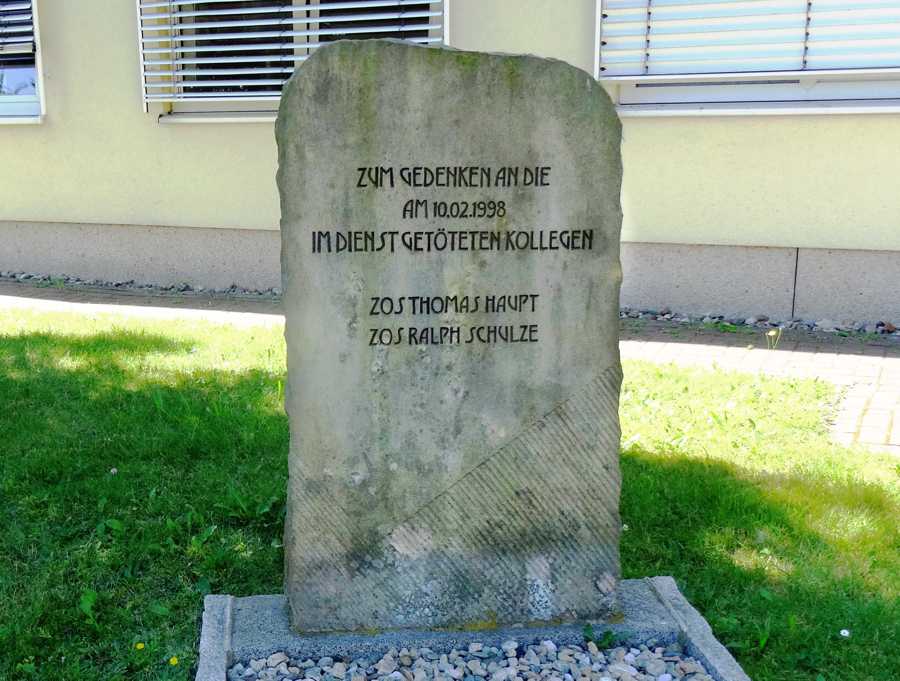 ZUM GEDENKEN AN DIE
AM 10.02.1998
IM DIENST GETÖTETEN KOLLEGEN
ZOS THOMAS HAUPT
ZOS RALPH SCHULZE